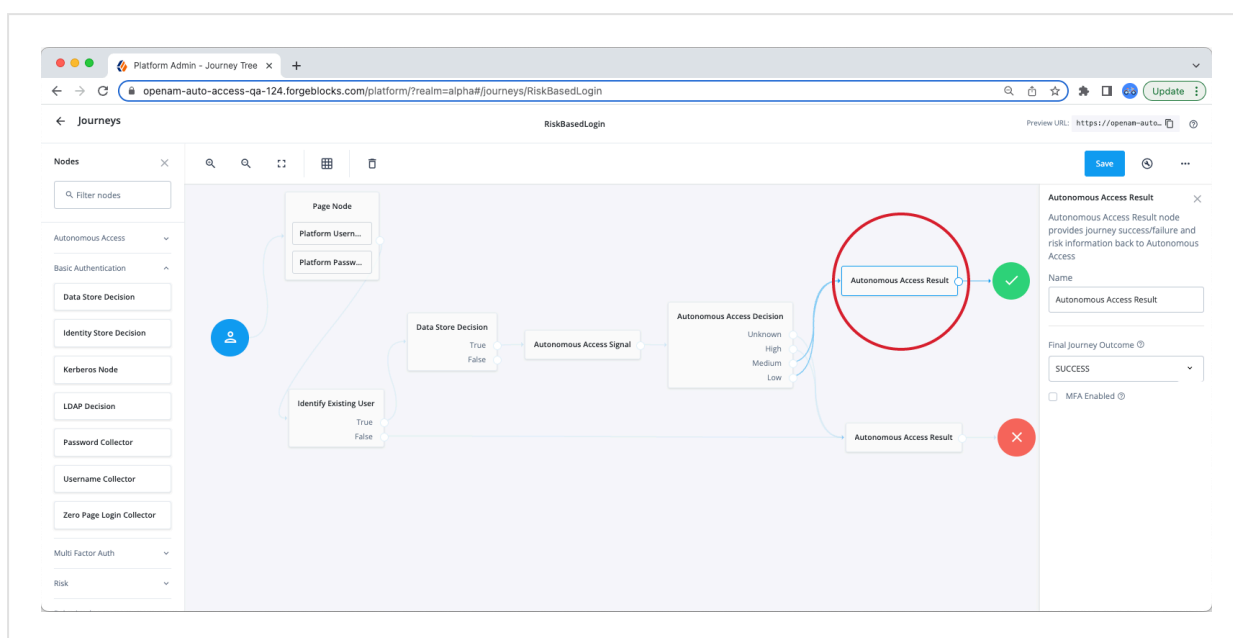 Platform Admin - Journey Tree
openam-auto-access-qa-124.forgeblocks.com/platform/?realm=alpha#/journeys/RiskBasedLogin
Update
Journeys
RiskBasedLogin
Preview URL: https://openam-auto…
Nodes
Save
Filter nodes
Autonomous Access
Basic Authentication
Data Store Decision
Identity Store Decision
Kerberos Node
LDAP Decision
Password Collector
Username Collector
Zero Page Login Collector
Multi Factor Auth
Risk
Page Node
Platform Usern...
Platform Passw...
Identify Existing User
True
False
Data Store Decision
True
False
Autonomous Access Signal
Autonomous Access Decision
Unknown
High
Medium
Low
Autonomous Access Result
Autonomous Access Result
Autonomous Access Result
Autonomous Access Result node
provides journey success/failure and
risk information back to Autonomous
Access
Name
Autonomous Access Result
Final Journey Outcome
SUCCESS
MFA Enabled